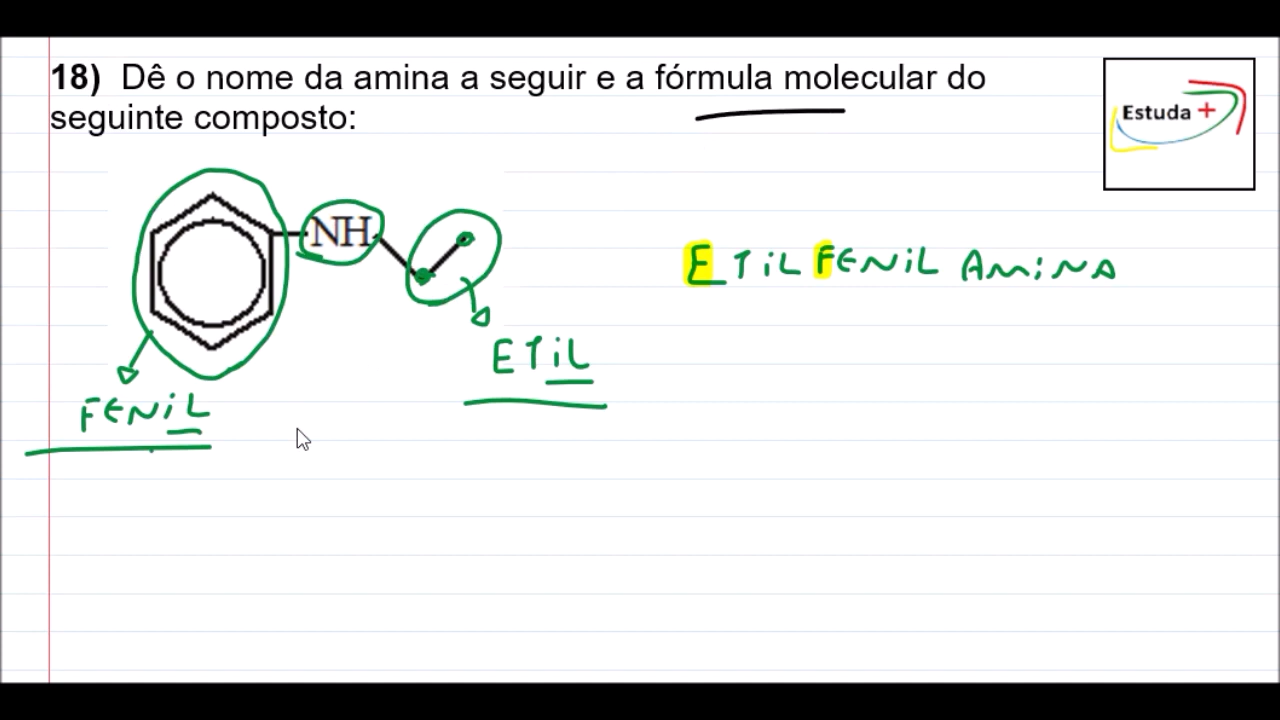 18) Dê o nome da amina a seguir e a fórmula molecular do
seguinte composto:
Estuda +
NH
ETIL FENIL AMINA
ETIL
FENIL